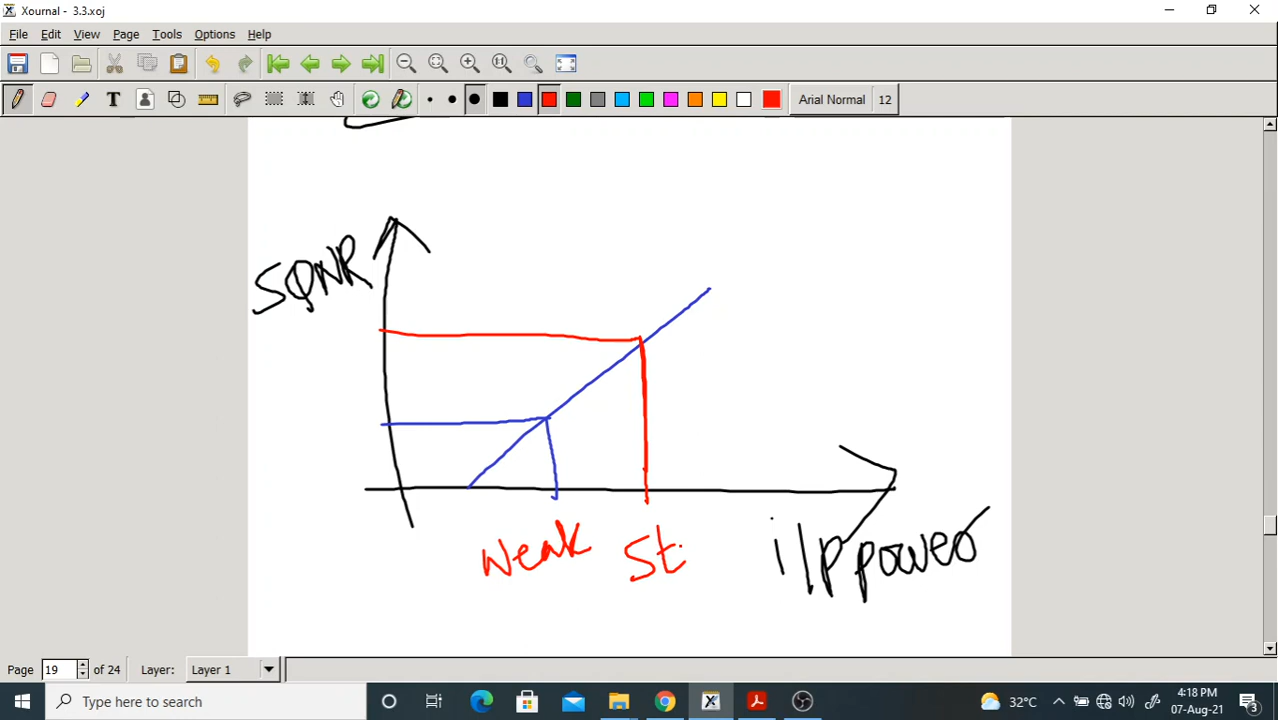 Xournal - 3.3.xoj
File Edit View Page Tools Options Help
Arial Normal 12
SQNR
Weak St
i/p power
Page 19 of 24 Layer: Layer 1
Type here to search
32°C
4:18 PM
07-Aug-21
3